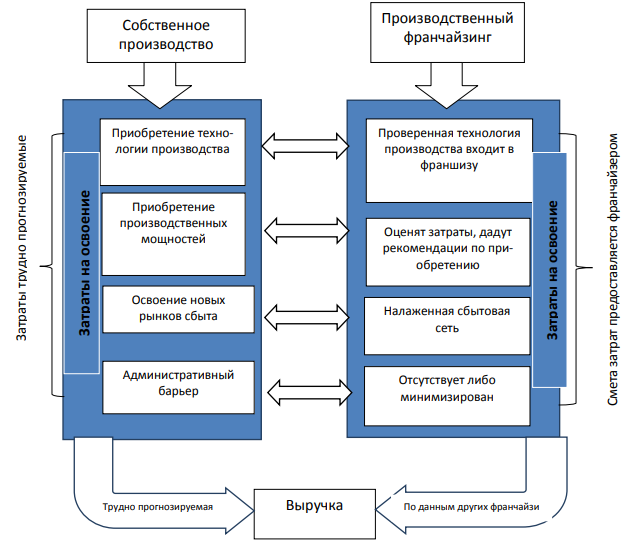 Собственное
производство
Производственный
франчайзинг
Затраты трудно прогнозируемые
Затраты на освоение
Приобретение техно-
логии производства
Приобретение
производственных
мощностей
Освоение новых
рынков сбыта
Административный
барьер
Проверенная технология
производства входит в
франшизу
Оценят затраты, дадут
рекомендации по при-
обретению
Налаженная сбытовая
сеть
Отсутствует либо
минимизирован
Затраты на освоение
Смета затрат предоставляется франчайзером
Трудно прогнозируемая
Выручка
По данным других франчайзи